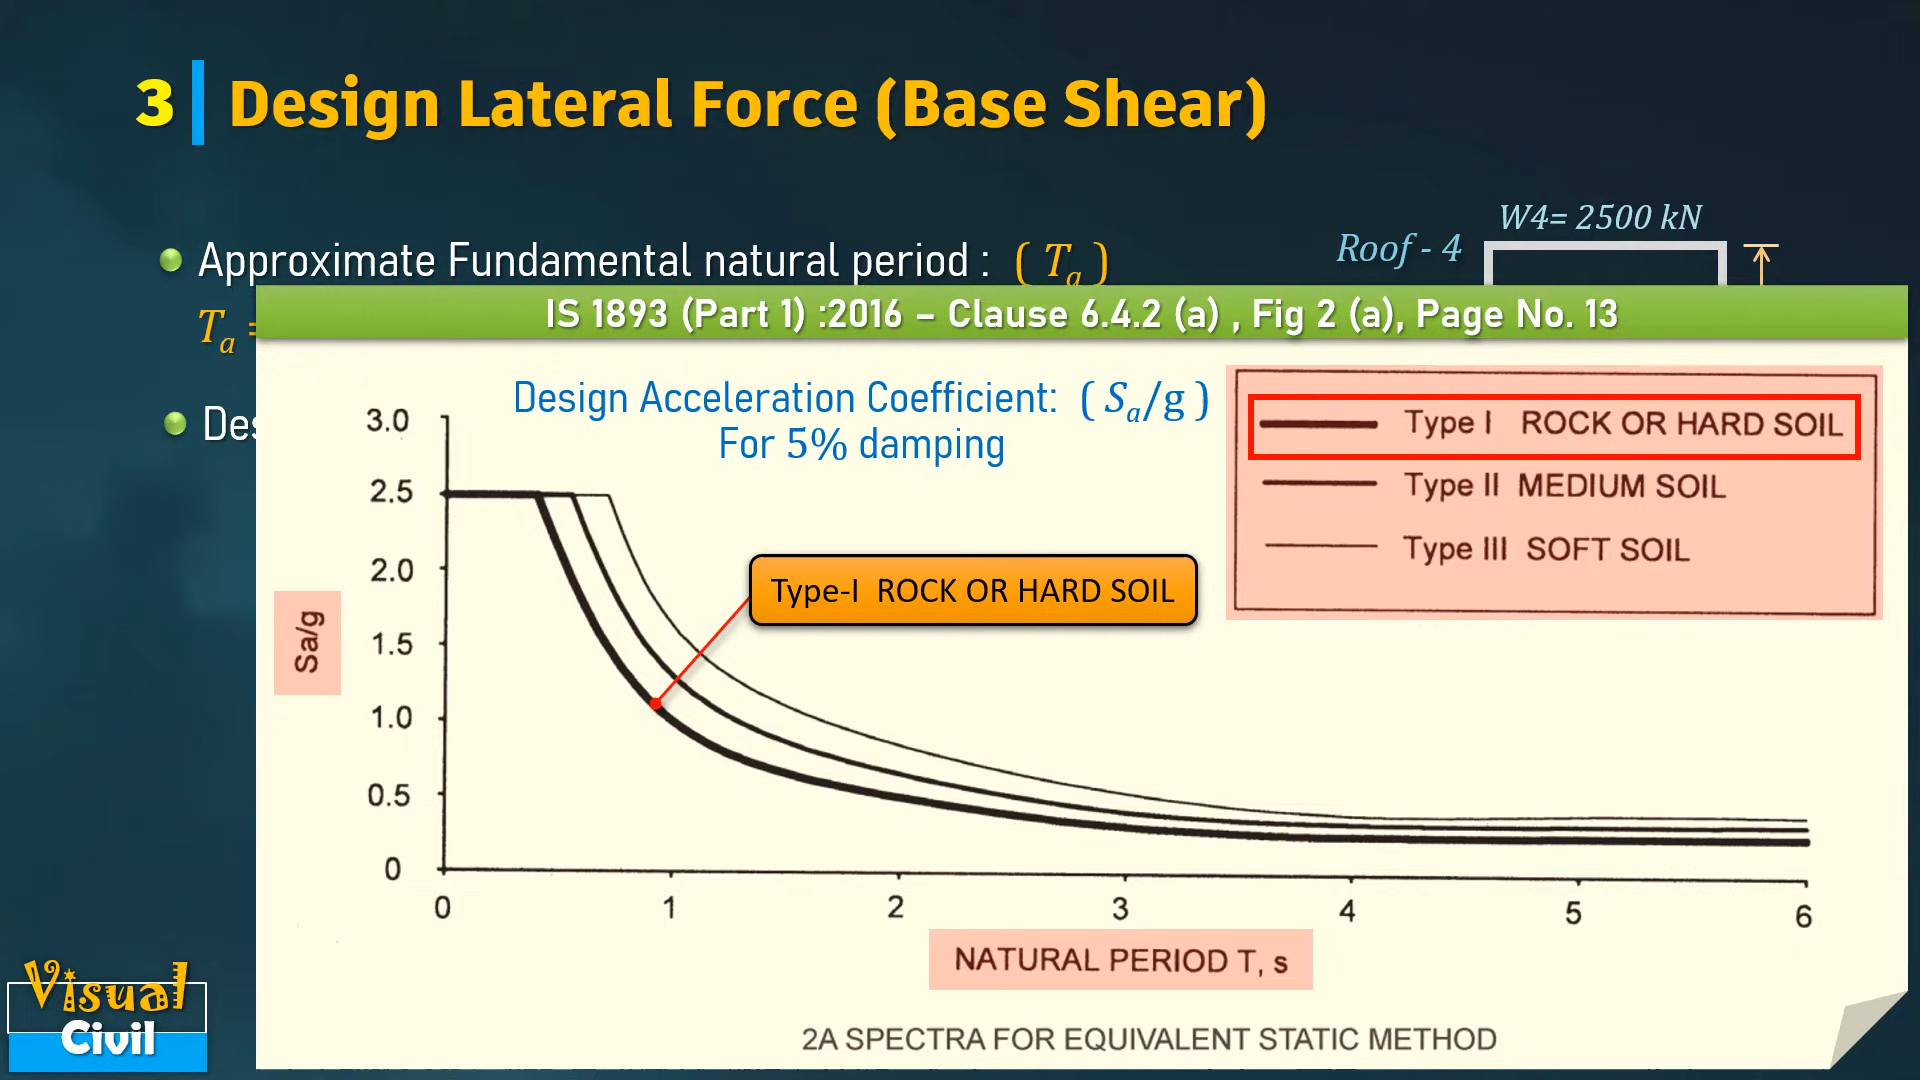 3 Design Lateral Force (Base Shear)
W4= 2500 kN
Roof - 4
Approximate Fundamental natural period : ( Ta )
Ta =
IS 1893 (Part 1) :2016 – Clause 6.4.2 (a) , Fig 2 (a), Page No. 13
Des
Design Acceleration Coefficient: ( Sa/g )
For 5% damping
Type I ROCK OR HARD SOIL
Type II MEDIUM SOIL
Type III SOFT SOIL
Type-I ROCK OR HARD SOIL
3.0
2.5
2.0
1.5
1.0
0.5
0
Sa/g
0 1 2 3 4 5 6
NATURAL PERIOD T, s
2A SPECTRA FOR EQUIVALENT STATIC METHOD
Visual
Civil